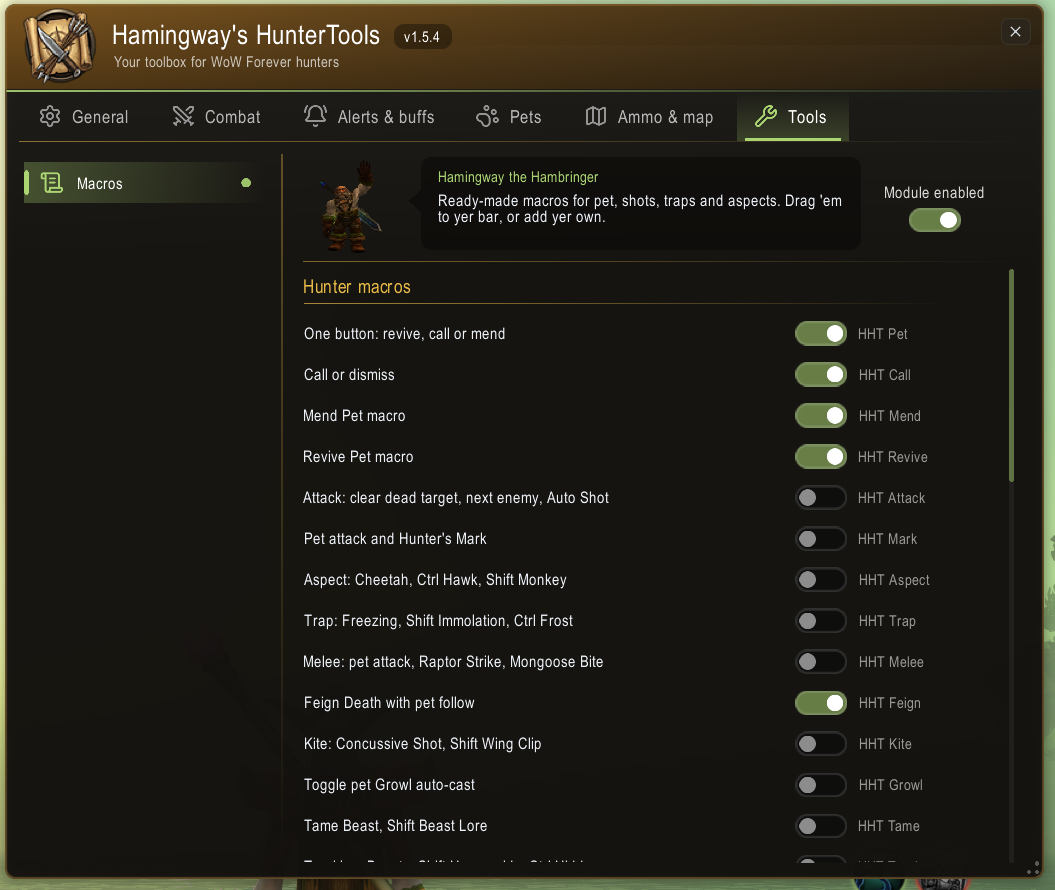 Hamingway's HunterTools v1.5.4
Your toolbox for WoW Forever hunters
General Combat Alerts & buffs Pets Ammo & map Tools
Macros
Hamingway the Hambringer
Ready-made macros for pet, shots, traps and aspects. Drag 'em
to yer bar, or add yer own.
Module enabled
Hunter macros
One button: revive, call or mend HHT Pet
Call or dismiss HHT Call
Mend Pet macro HHT Mend
Revive Pet macro HHT Revive
Attack: clear dead target, next enemy, Auto Shot HHT Attack
Pet attack and Hunter's Mark HHT Mark
Aspect: Cheetah, Ctrl Hawk, Shift Monkey HHT Aspect
Trap: Freezing, Shift Immolation, Ctrl Frost HHT Trap
Melee: pet attack, Raptor Strike, Mongoose Bite HHT Melee
Feign Death with pet follow HHT Feign
Kite: Concussive Shot, Shift Wing Clip HHT Kite
Toggle pet Growl auto-cast HHT Growl
Tame Beast, Shift Beast Lore HHT Tame